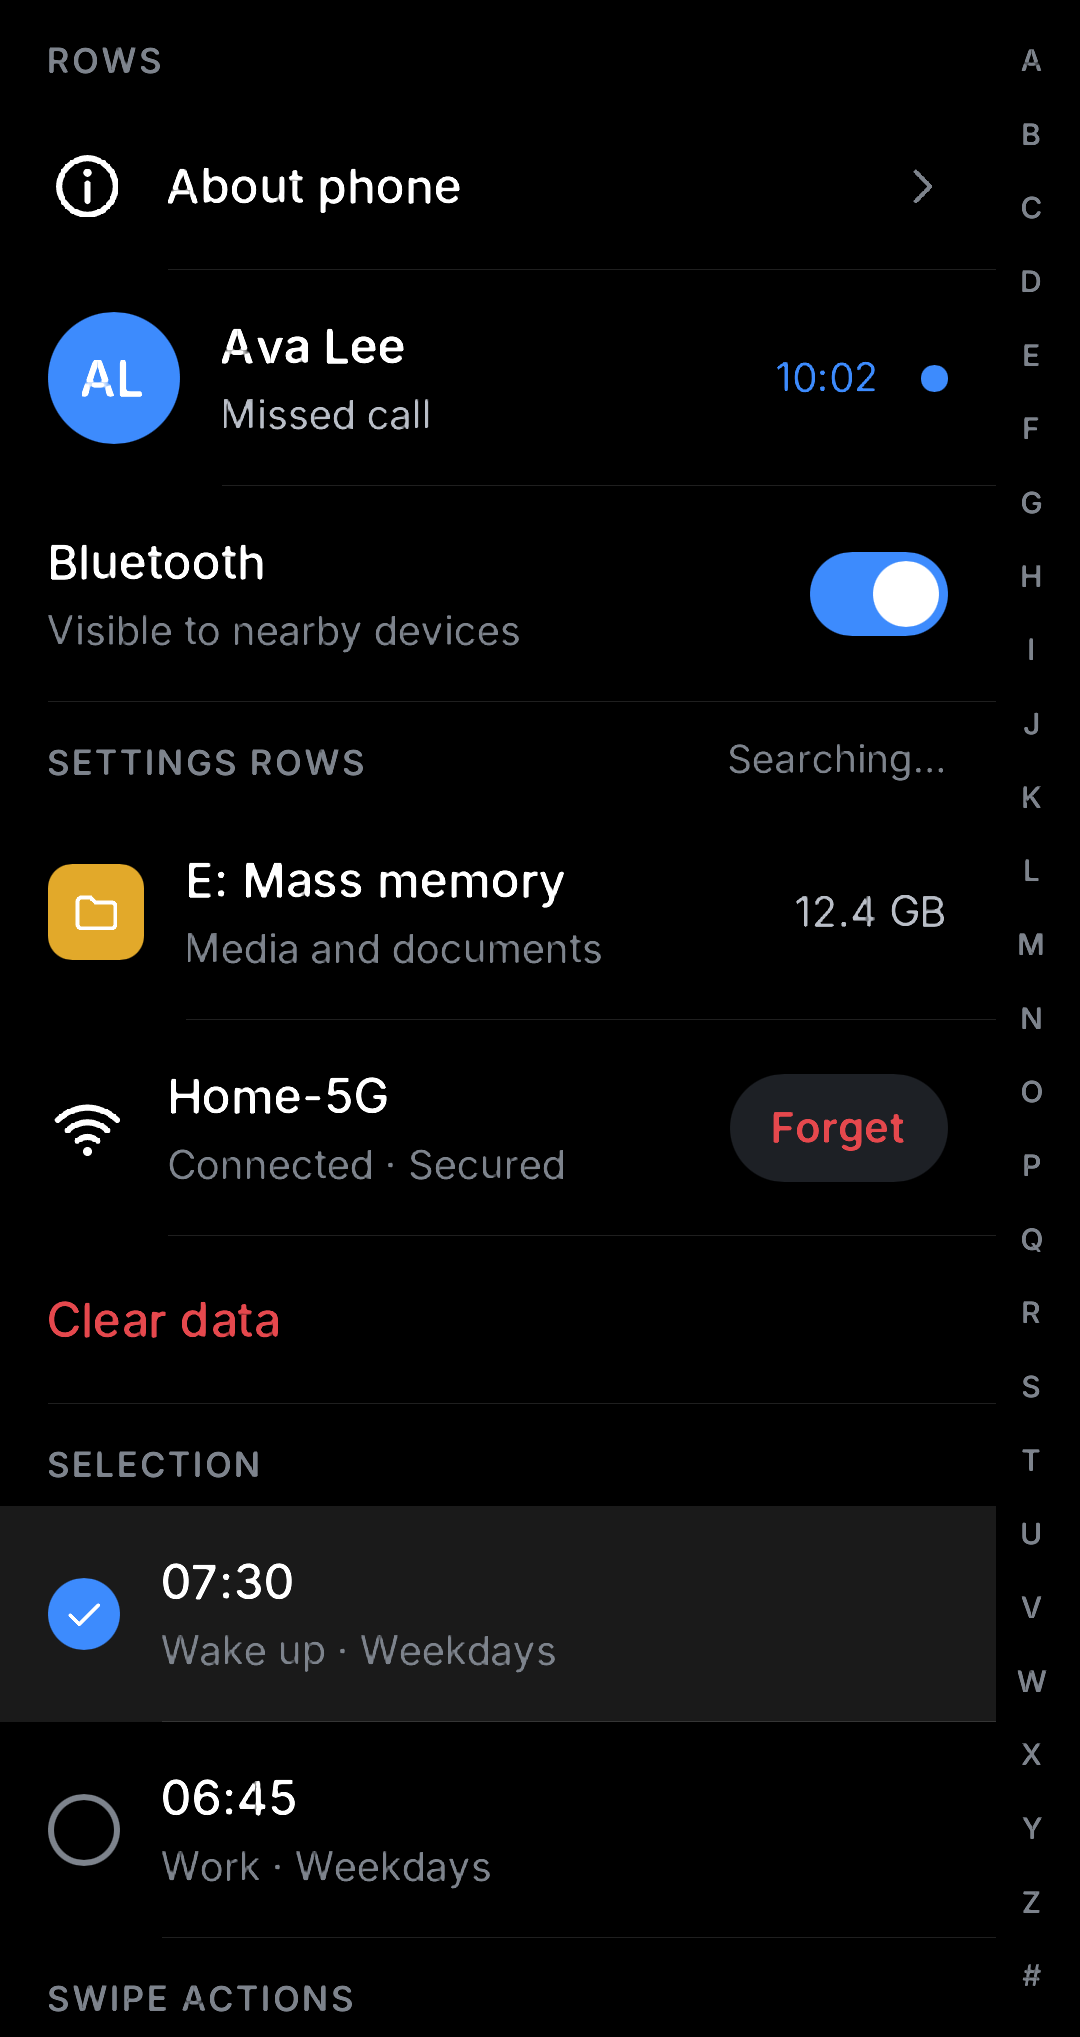 ROWS
About phone
AL
Ava Lee
Missed call
10:02
Bluetooth
Visible to nearby devices
SETTINGS ROWS
Searching...
E: Mass memory
Media and documents
12.4 GB
Home-5G
Connected · Secured
Forget
Clear data
SELECTION
07:30
Wake up · Weekdays
06:45
Work · Weekdays
SWIPE ACTIONS
A
B
C
D
E
F
G
H
I
J
K
L
M
N
O
P
Q
R
S
T
U
V
W
X
Y
Z
#